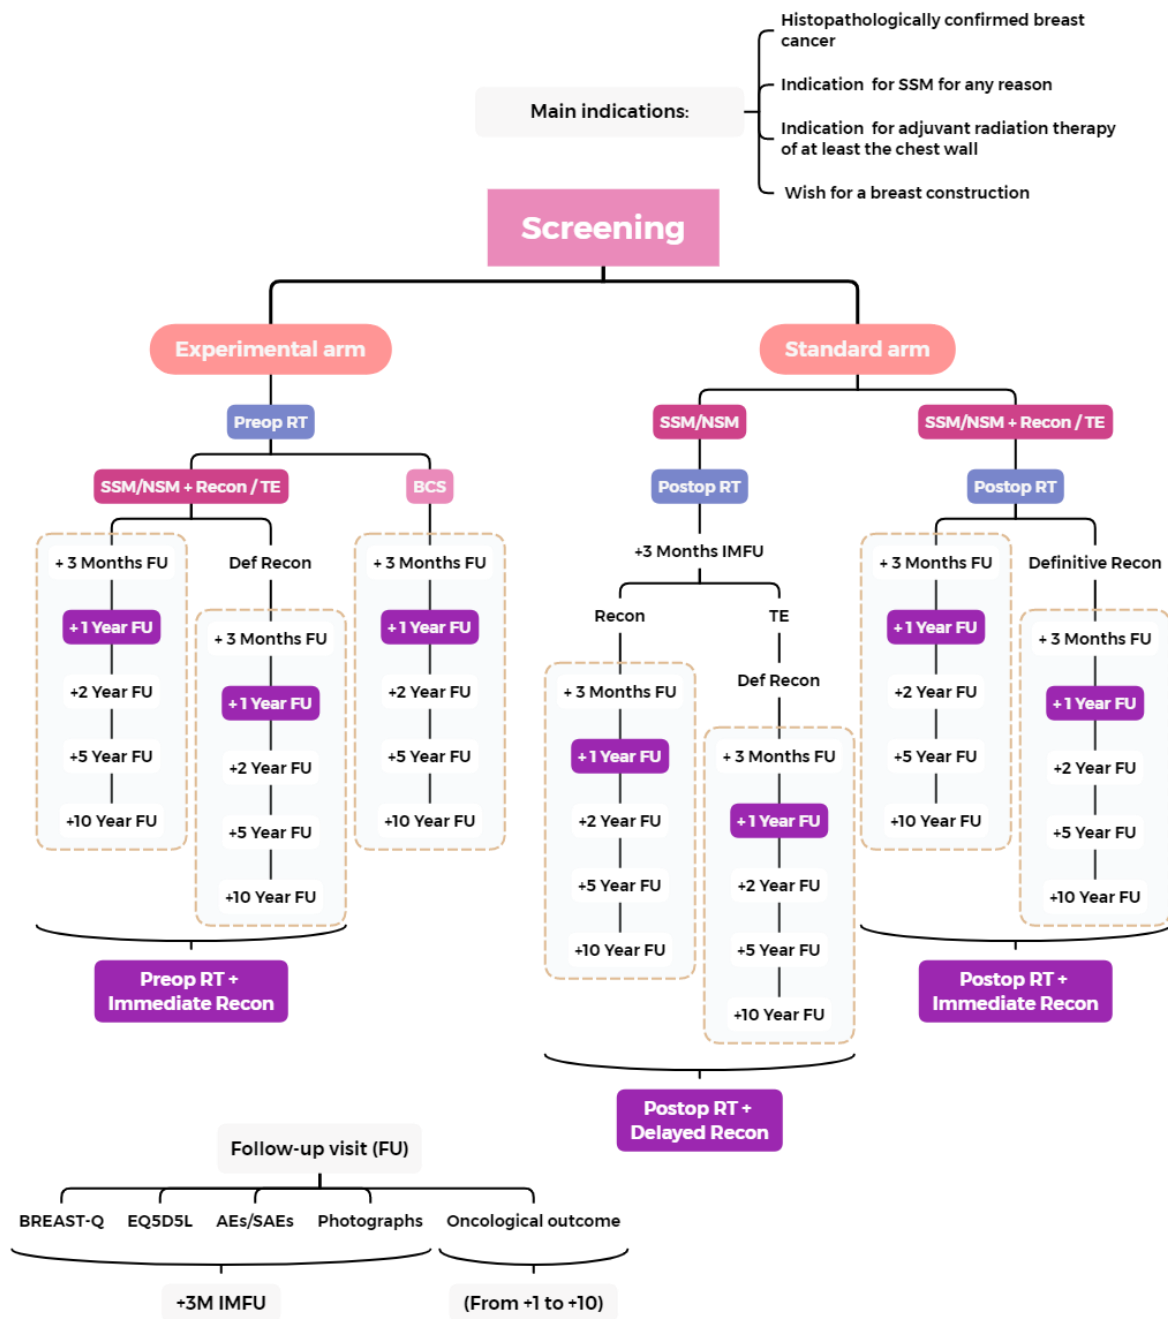 Histopathologically confirmed breast
cancer
Main indications:
Indication for SSM for any reason
Indication for adjuvant radiation therapy
of at least the chest wall
Wish for a breast construction
Screening
Experimental arm
Standard arm
Preop RT
SSM/NSM
SSM/NSM + Recon / TE
SSM/NSM + Recon / TE
BCS
Postop RT
Postop RT
+ 3 Months FU
+ 1 Year FU
+2 Year FU
+5 Year FU
+10 Year FU
Def Recon
+ 3 Months FU
+ 1 Year FU
+2 Year FU
+5 Year FU
+10 Year FU
Preop RT +
Immediate Recon
+ 3 Months FU
+ 1 Year FU
+2 Year FU
+5 Year FU
+10 Year FU
+3 Months IMFU
Recon
+ 3 Months FU
+ 1 Year FU
+2 Year FU
+5 Year FU
+10 Year FU
TE
Def Recon
+ 3 Months FU
+ 1 Year FU
+2 Year FU
+5 Year FU
+10 Year FU
Postop RT +
Delayed Recon
+ 3 Months FU
+ 1 Year FU
+2 Year FU
+5 Year FU
+10 Year FU
Definitive Recon
+ 3 Months FU
+ 1 Year FU
+2 Year FU
+5 Year FU
+10 Year FU
Postop RT +
Immediate Recon
Follow-up visit (FU)
BREAST-Q
EQ5D5L
AEs/SAEs
Photographs
Oncological outcome
+3M IMFU
(From +1 to +10)